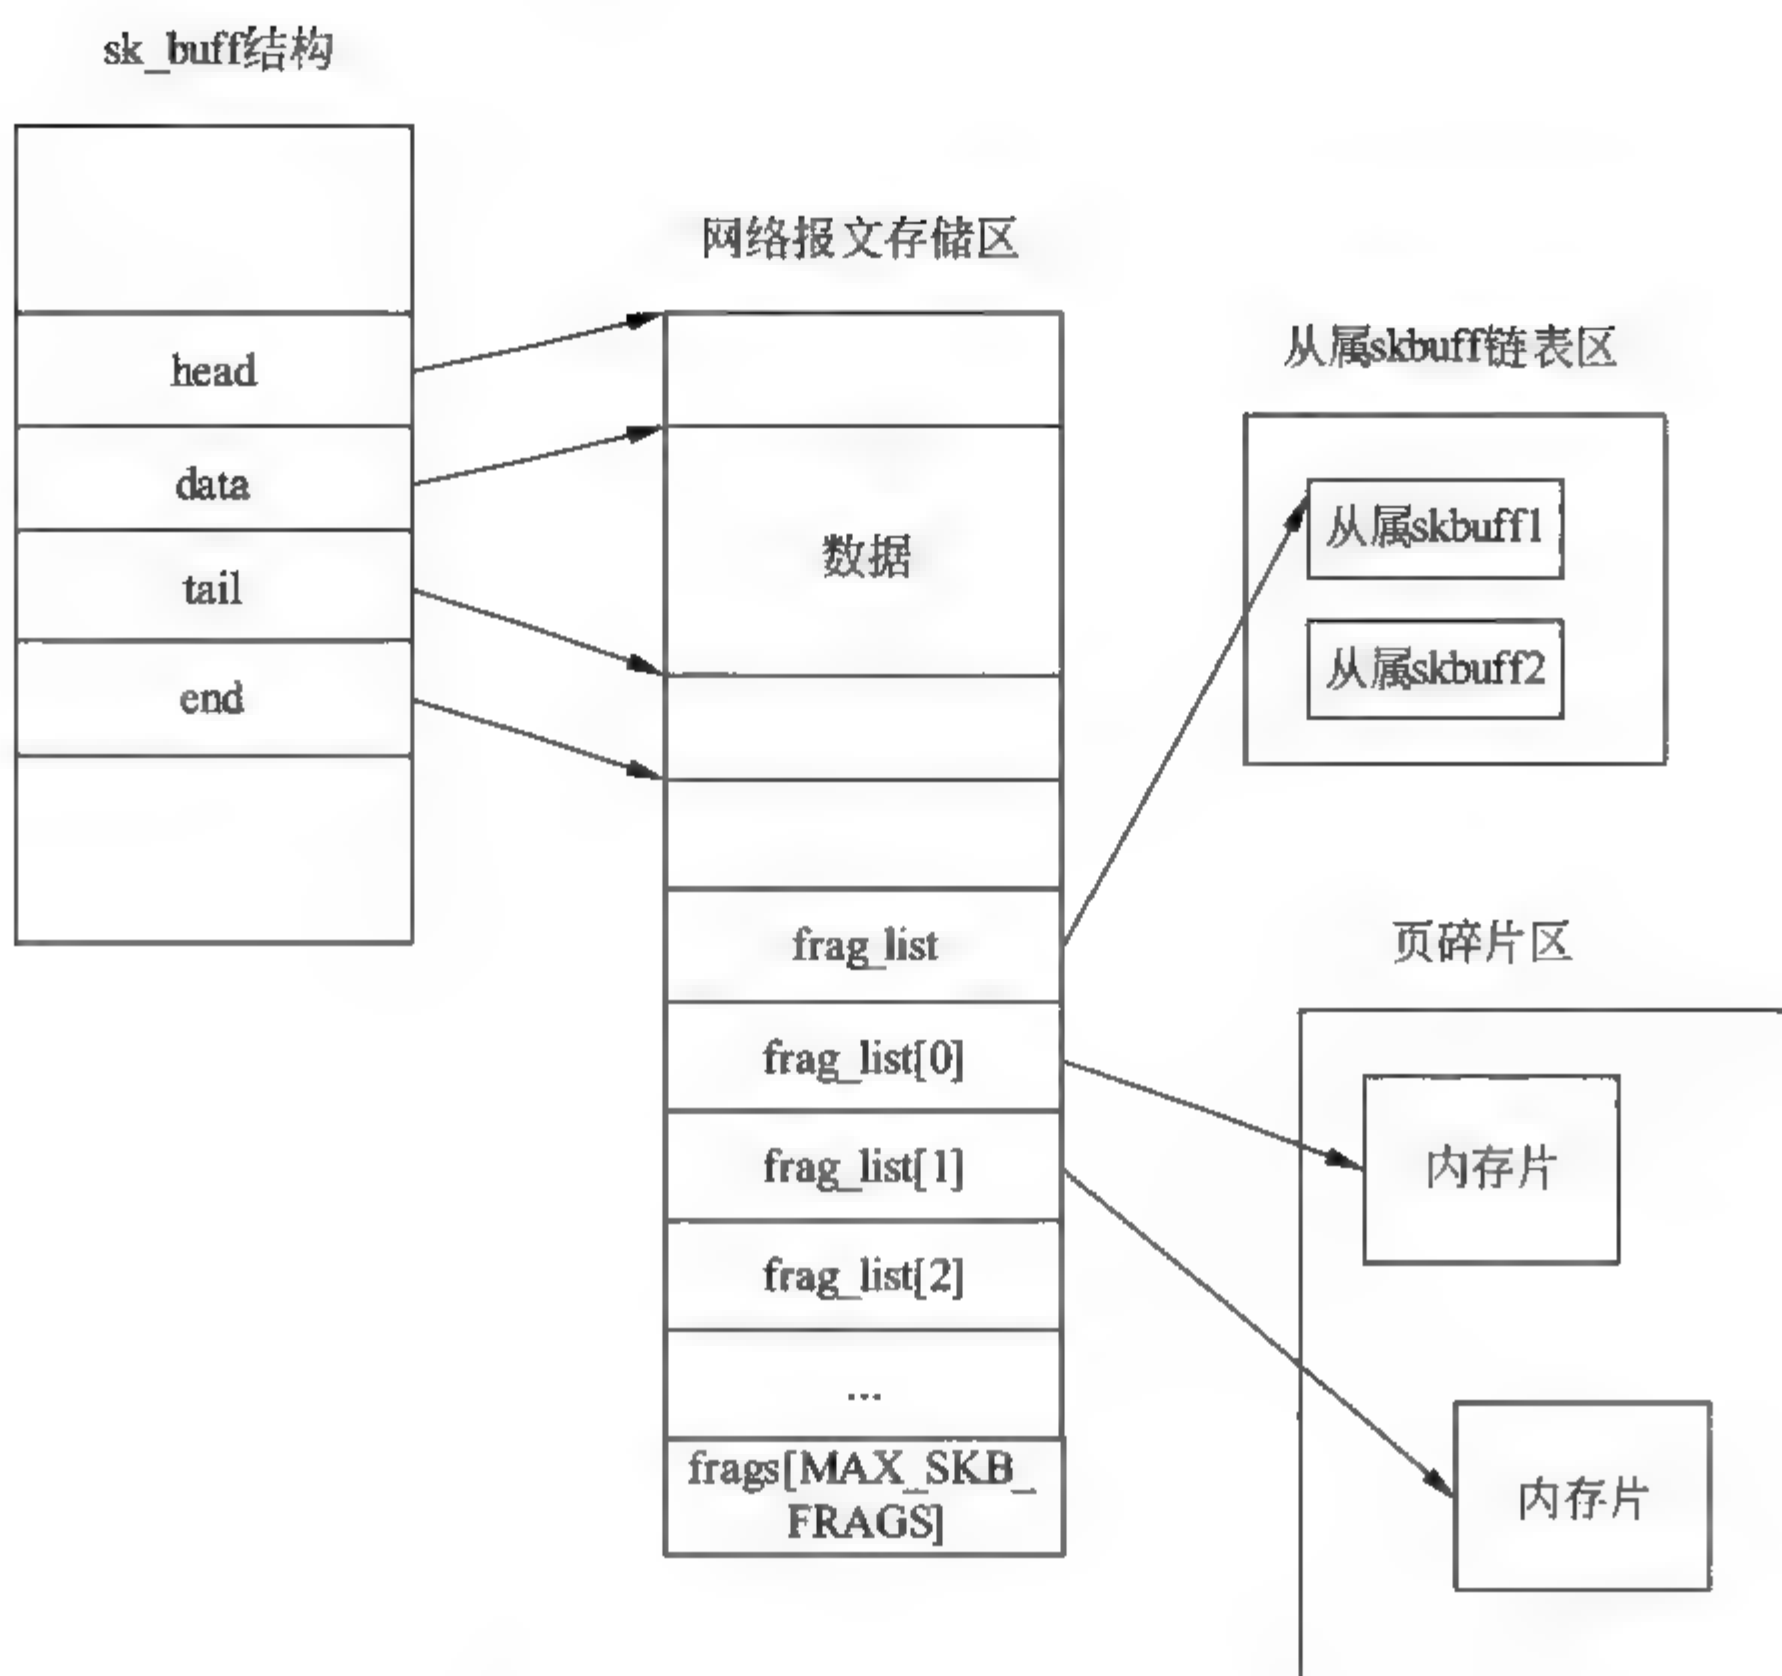 sk_buff结构
head
data
tail
end
网络报文存储区
数据
frag_list
frag_list[0]
frag_list[1]
frag_list[2]
...
frags[MAX_SKB_
FRAGS]
从属skbuff链表区
从属skbuff1
从属skbuff2
页碎片区
内存片
内存片